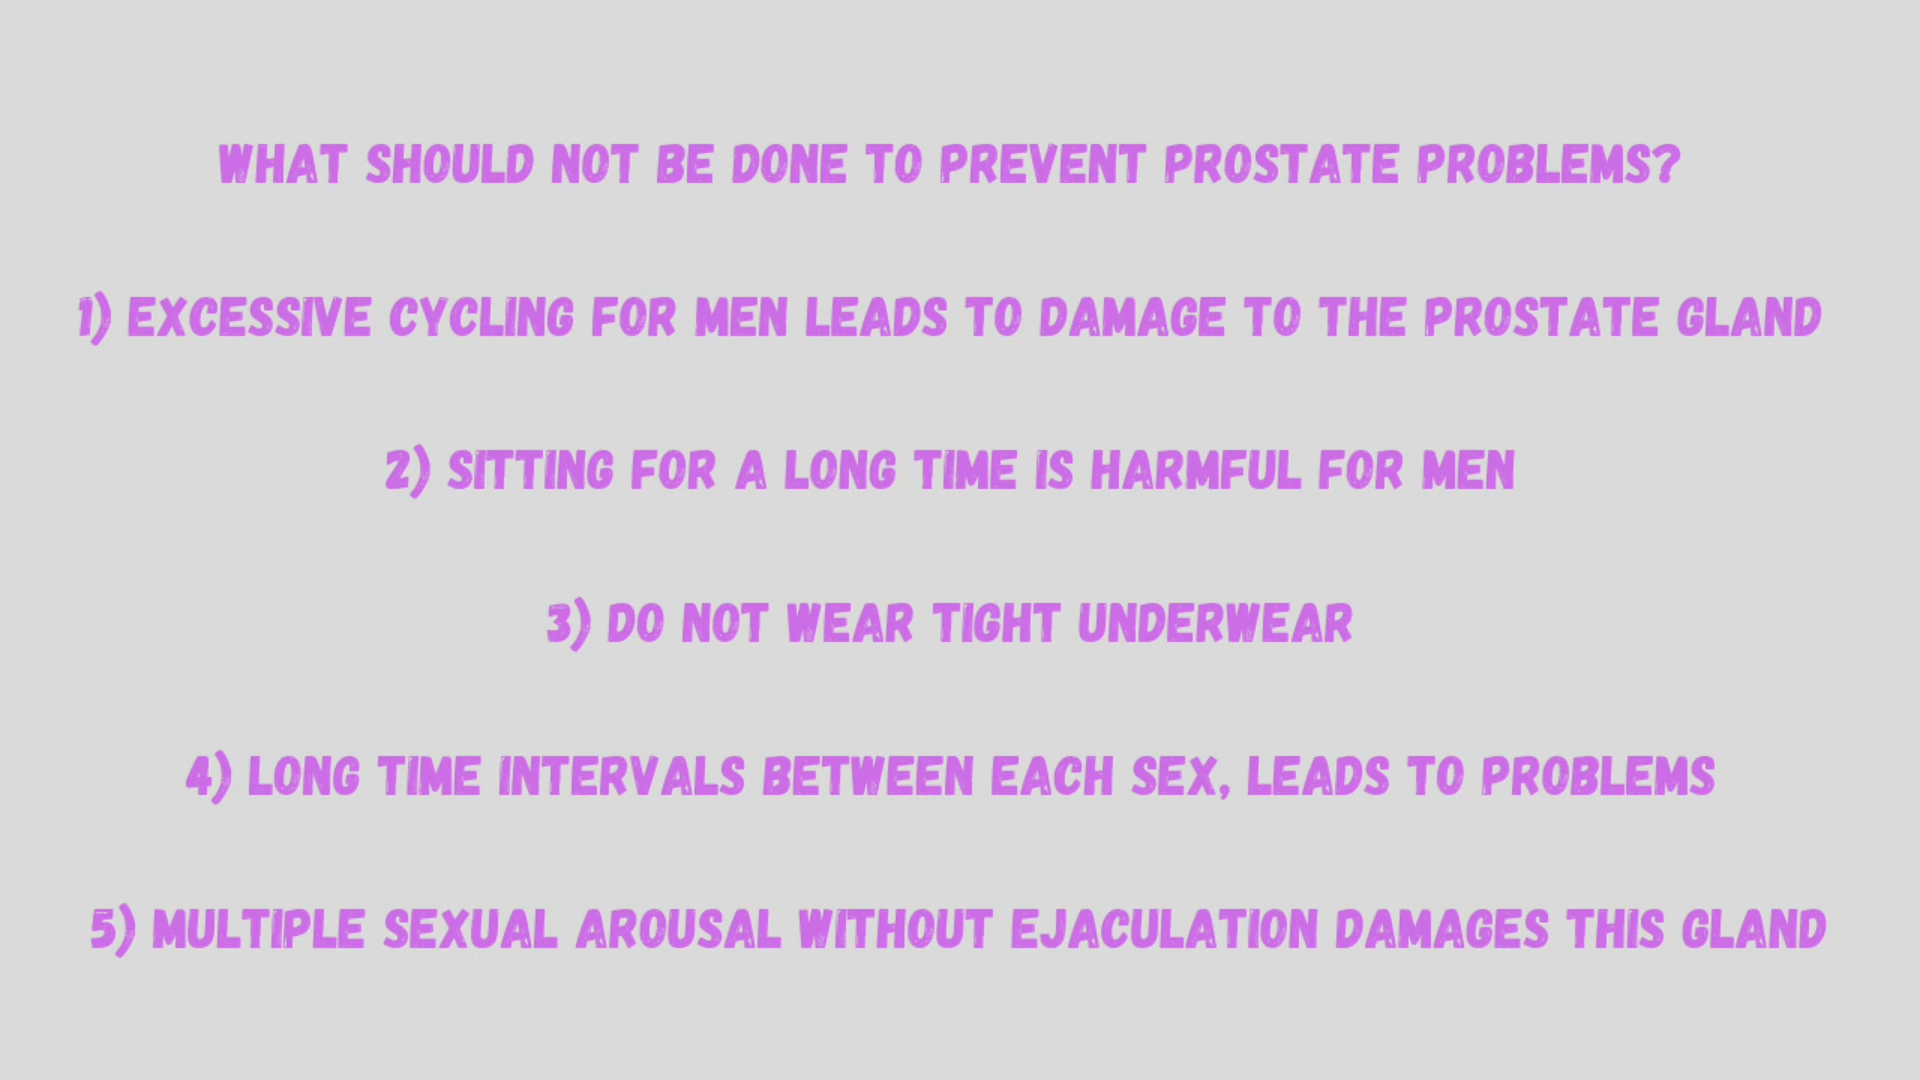 WHAT SHOULD NOT BE DONE TO PREVENT PROSTATE PROBLEMS?
1) EXCESSIVE CYCLING FOR MEN LEADS TO DAMAGE TO THE PROSTATE GLAND
2) SITTING FOR A LONG TIME IS HARMFUL FOR MEN
3) DO NOT WEAR TIGHT UNDERWEAR
4) LONG TIME INTERVALS BETWEEN EACH SEX, LEADS TO PROBLEMS
5) MULTIPLE SEXUAL AROUSAL WITHOUT EJACULATION DAMAGES THIS GLAND